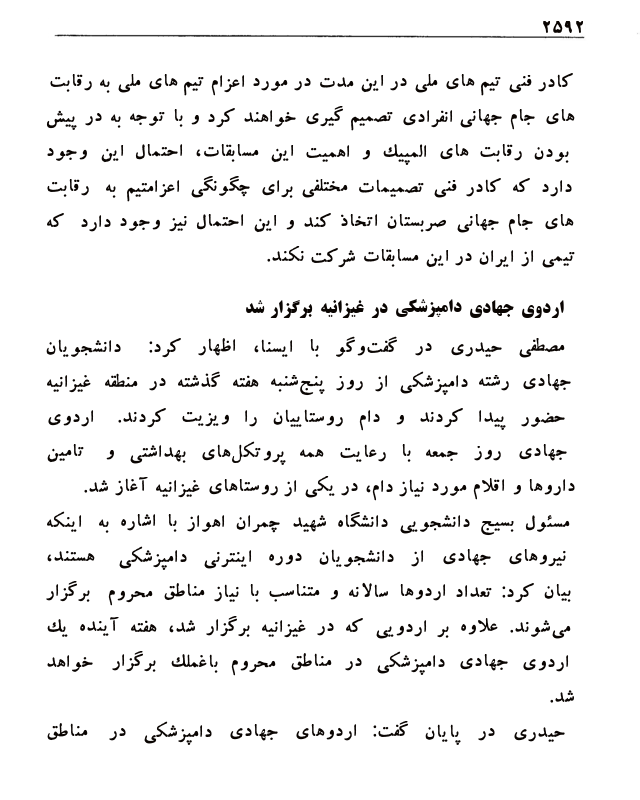 ۲۵۹۲
کادر فنی تیم های ملی در این مدت در مورد اعزام تیم های ملی به رقابت
های جام جهانی انفرادی تصمیم گیری خواهند کرد و با توجه به در پیش
بودن رقابت های المپیك و اهمیت این مسابقات، احتمال این وجود
دارد که کادر فنی تصمیمات مختلفی برای چگونگی اعزامتیم به رقابت
های جام جهانی صربستان اتخاذ کند و این احتمال نیز وجود دارد که
تیمی از ایران در این مسابقات شرکت نکند.
اردوی جهادی دامپزشکی در غیزانیه برگزار شد
مصطفی حیدری در گفت‌وگو با ایسنا، اظهار کرد: دانشجویان
جهادی رشته دامپزشکی از روز پنج‌شنبه هفته گذشته در منطقه غیزانیه
حضور پیدا کردند و دام روستاییان را ویزیت کردند. اردوی
جهادی روز جمعه با رعایت همه پروتکل‌های بهداشتی و تامین
داروها و اقلام مورد نیاز دام، در یکی از روستاهای غیزانیه آغاز شد.
مسئول بسیج دانشجویی دانشگاه شهید چمران اهواز با اشاره به اینکه
نیروهای جهادی از دانشجویان دوره اینترنی دامپزشکی هستند،
بیان کرد: تعداد اردوها سالانه و متناسب با نیاز مناطق محروم برگزار
می‌شوند. علاوه بر اردویی که در غیزانیه برگزار شد، هفته آینده یك
اردوی جهادی دامپزشکی در مناطق محروم باغملك برگزار خواهد
شد.
حیدری در پایان گفت: اردوهای جهادی دامپزشکی در مناطق